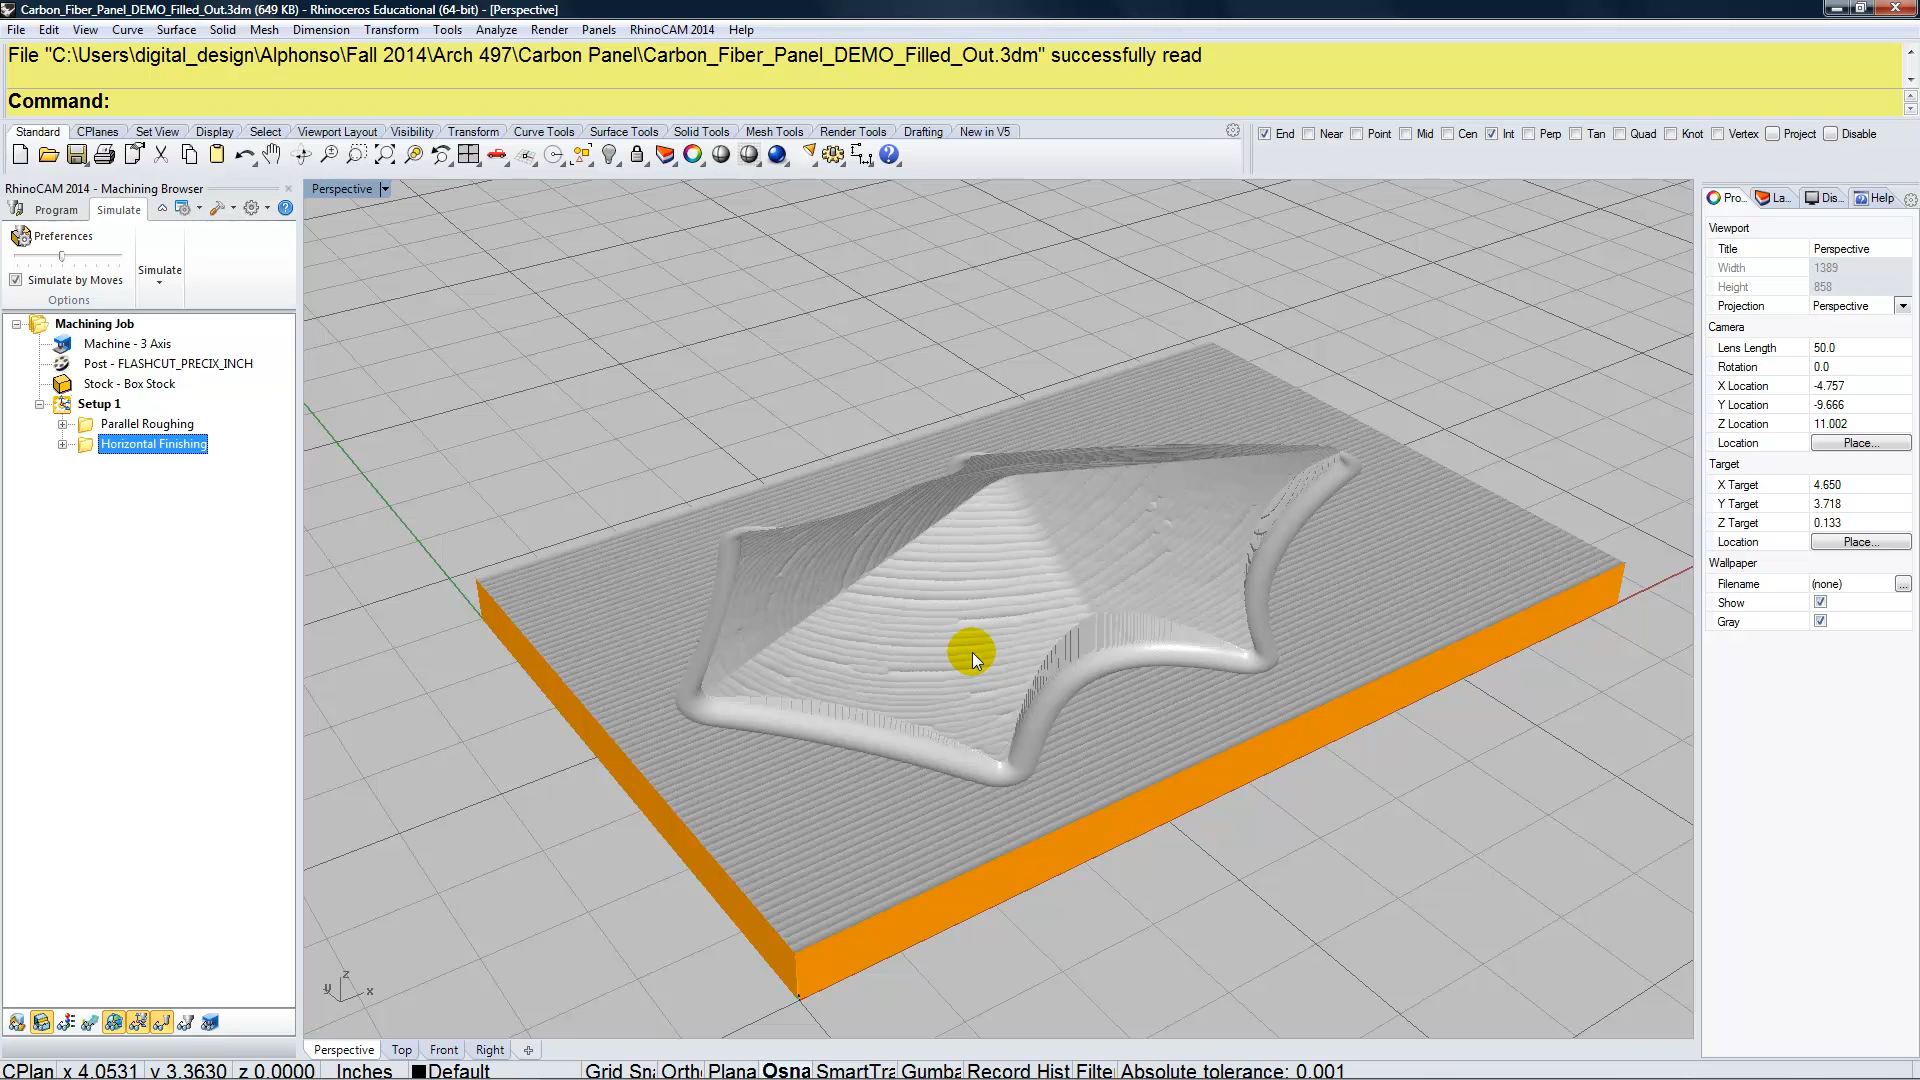 Carbon_Fiber_Panel_DEMO_Filled_Out.3dm (649 KB) - Rhinoceros Educational (64-bit) - [Perspective]
File Edit View Curve Surface Solid Mesh Dimension Transform Tools Analyze Render Panels RhinoCAM 2014 Help
File "C:\Users\digital_design\Alphonso\Fall 2014\Arch 497\Carbon Panel\Carbon_Fiber_Panel_DEMO_Filled_Out.3dm" successfully read
Command:
Standard CPlanes Set View Display Select Viewport Layout Visibility Transform Curve Tools Surface Tools Solid Tools Mesh Tools Render Tools Drafting New in V5
End Near Point Mid Cen Int Perp Tan Quad Knot Vertex Project Disable
RhinoCAM 2014 - Machining Browser
Program Simulate
Preferences
Simulate by Moves
Options
Simulate
Machining Job
Machine - 3 Axis
Post - FLASHCUT_PRECIX_INCH
Stock - Box Stock
Setup 1
Parallel Roughing
Horizontal Finishing
Perspective
z
y x
Perspective Top Front Right
Pro... La... Dis... Help
Viewport
Title Perspective
Width 1389
Height 858
Projection Perspective
Camera
Lens Length 50.0
Rotation 0.0
X Location -4.757
Y Location -9.666
Z Location 11.002
Location Place...
Target
X Target 4.650
Y Target 3.718
Z Target 0.133
Location Place...
Wallpaper
Filename (none) ...
Show
Gray
CPlan x 4.0531 y 3.3630 z 0.0000 Inches Default Grid Sn Orth Plana Osna SmartTra Gumba Record Hist Filte Absolute tolerance: 0.001